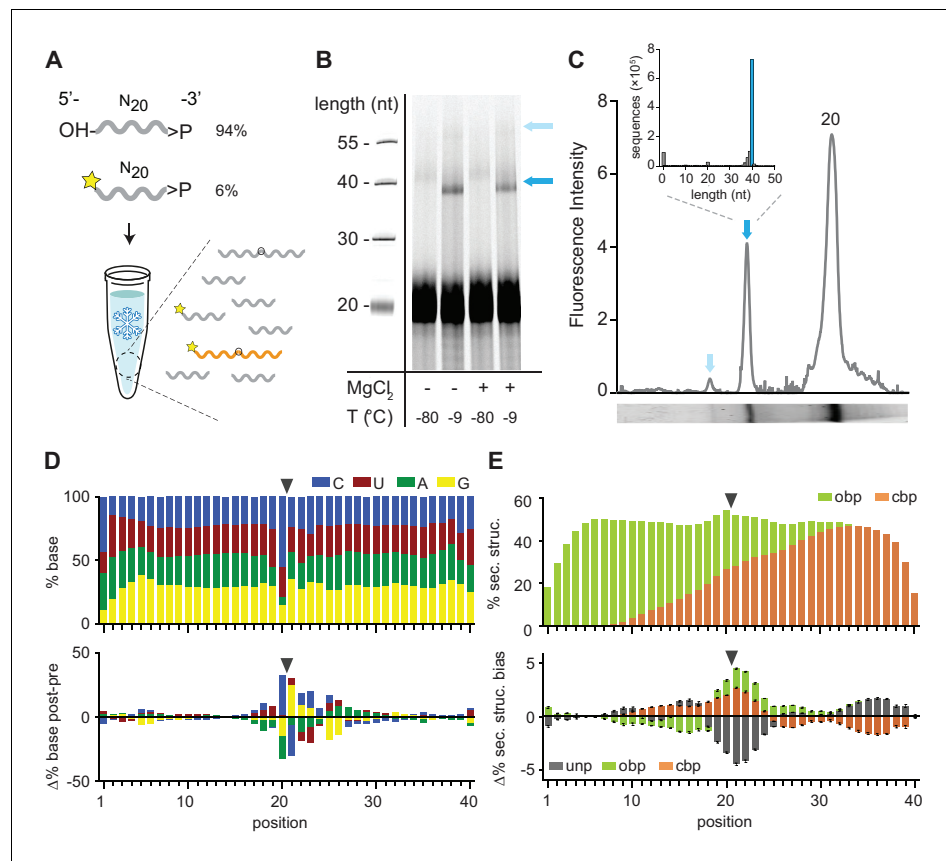 A
5'- N20 -3'
OH- >P 94%
N20
>P 6%
B
length (nt)
55 -
40 -
30 -
20 -
MgCl2 - - + +
T (°C) -80 -9 -80 -9
C
sequences (×10⁵)
8
6
4
2
0
0 10 20 30 40 50
length (nt)
Fluorescence Intensity
8
6
4
2
0
20
D
C U A G
% base
100
50
0
Δ% base post-pre
50
0
-50
1 10 20 30 40
position
E
obp cbp
% sec. struc.
60
40
20
0
Δ% sec. struc. bias
5
0
-5
unp obp cbp
1 10 20 30 40
position